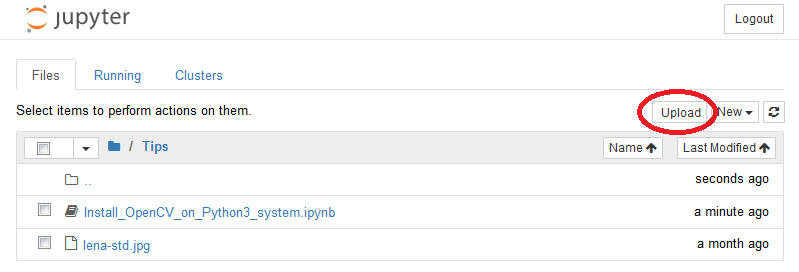 jupyter
Logout
Files Running Clusters
Select items to perform actions on them.
Upload New
/ Tips Name Last Modified
.. seconds ago
Install_OpenCV_on_Python3_system.ipynb a minute ago
lena-std.jpg a month ago